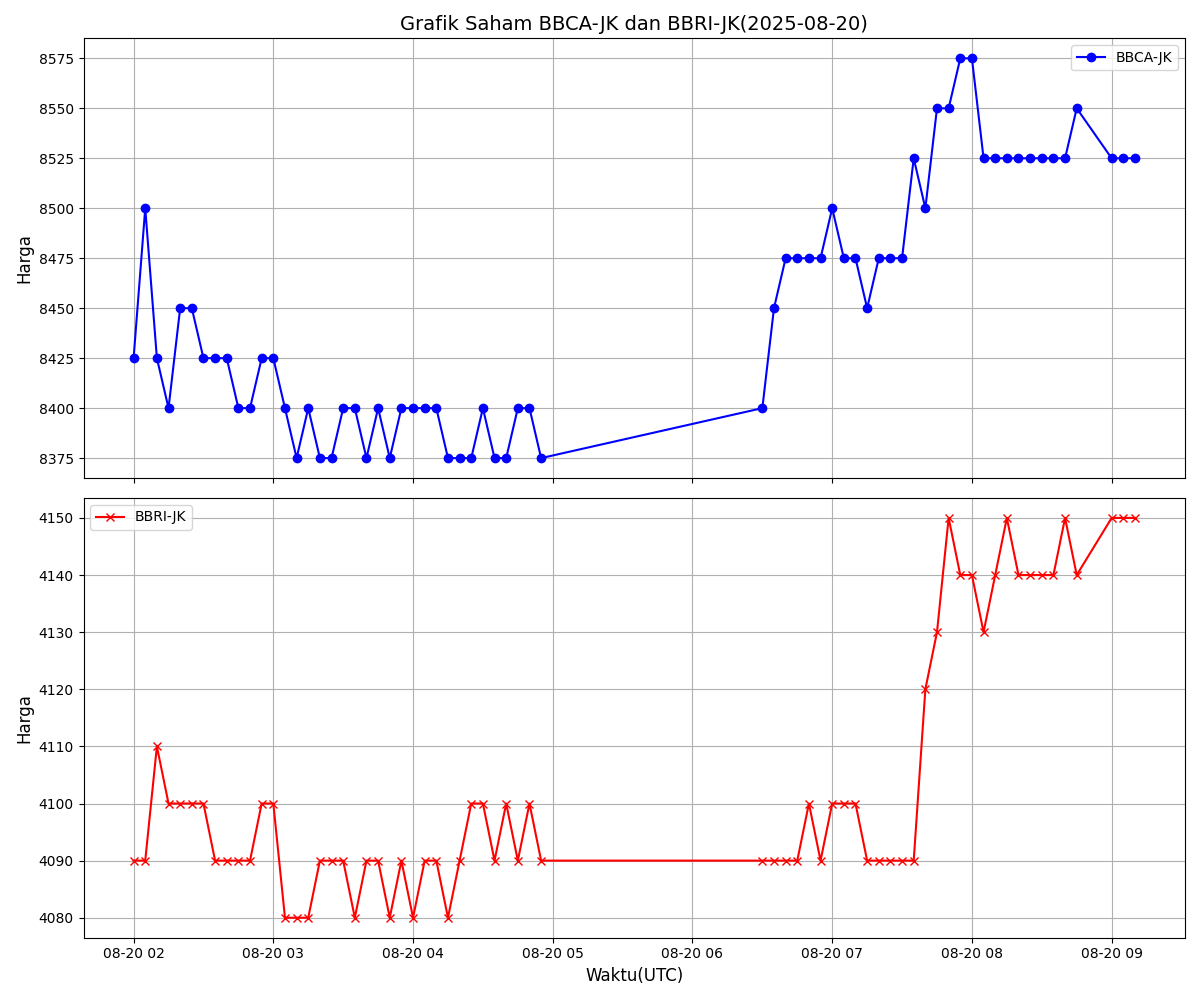 Grafik Saham BBCA-JK dan BBRI-JK(2025-08-20)
BBCA-JK
Harga
8575
8550
8525
8500
8475
8450
8425
8400
8375
BBRI-JK
Harga
4150
4140
4130
4120
4110
4100
4090
4080
08-20 02 08-20 03 08-20 04 08-20 05 08-20 06 08-20 07 08-20 08 08-20 09
Waktu(UTC)